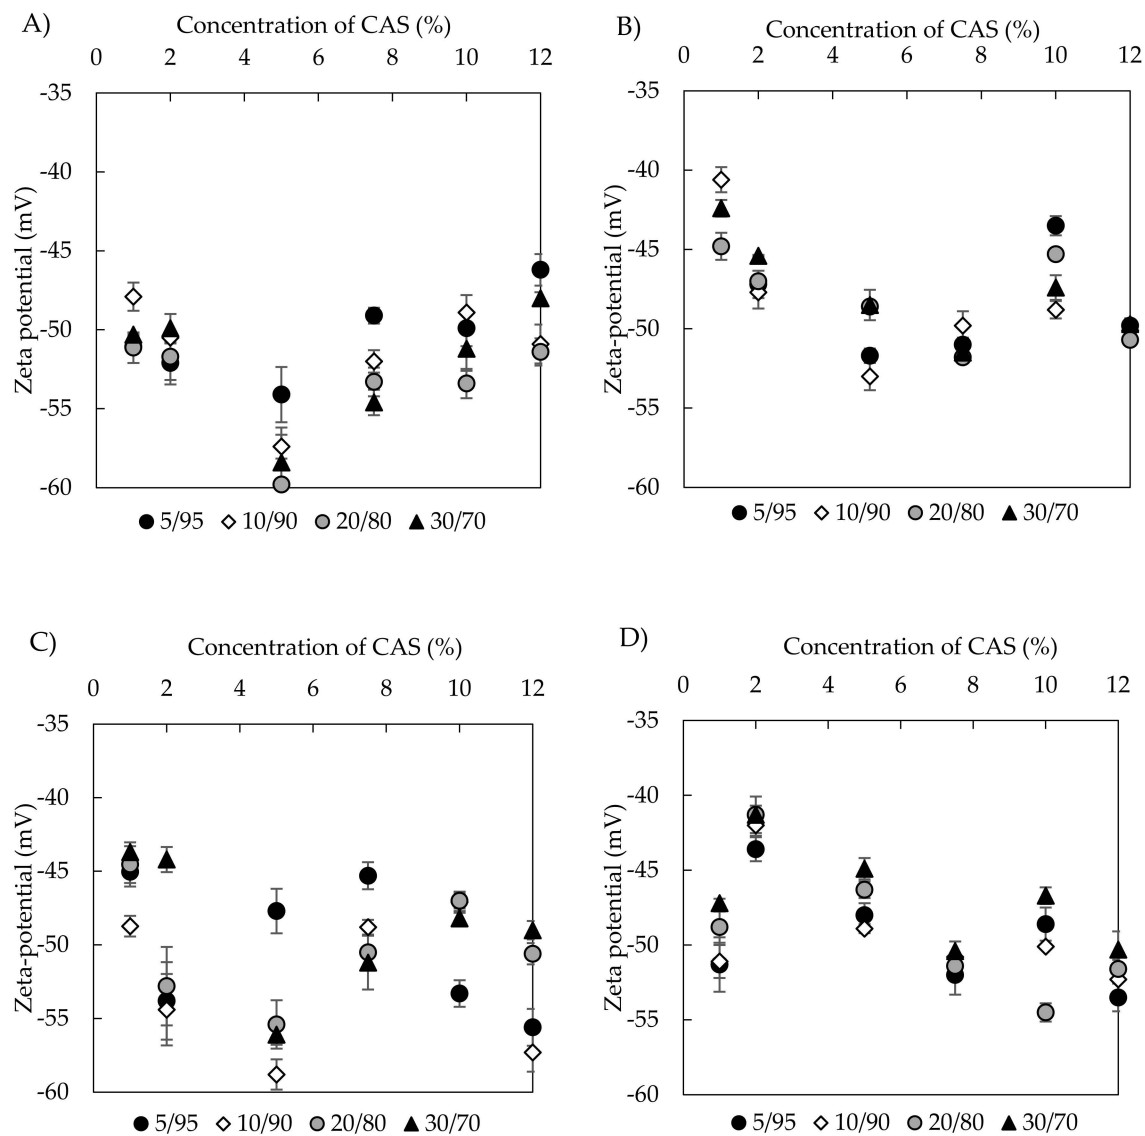 A)
Concentration of CAS (%)
0 2 4 6 8 10 12
Zeta potential (mV)
-35
-40
-45
-50
-55
-60
5/95 10/90 20/80 30/70
B)
Concentration of CAS (%)
0 2 4 6 8 10 12
Zeta-potential (mV)
-35
-40
-45
-50
-55
-60
5/95 10/90 20/80 30/70
C)
Concentration of CAS (%)
0 2 4 6 8 10 12
Zeta-potential (mV)
-35
-40
-45
-50
-55
-60
5/95 10/90 20/80 30/70
D)
Concentration of CAS (%)
0 2 4 6 8 10 12
Zeta potential (mV)
-35
-40
-45
-50
-55
-60
5/95 10/90 20/80 30/70